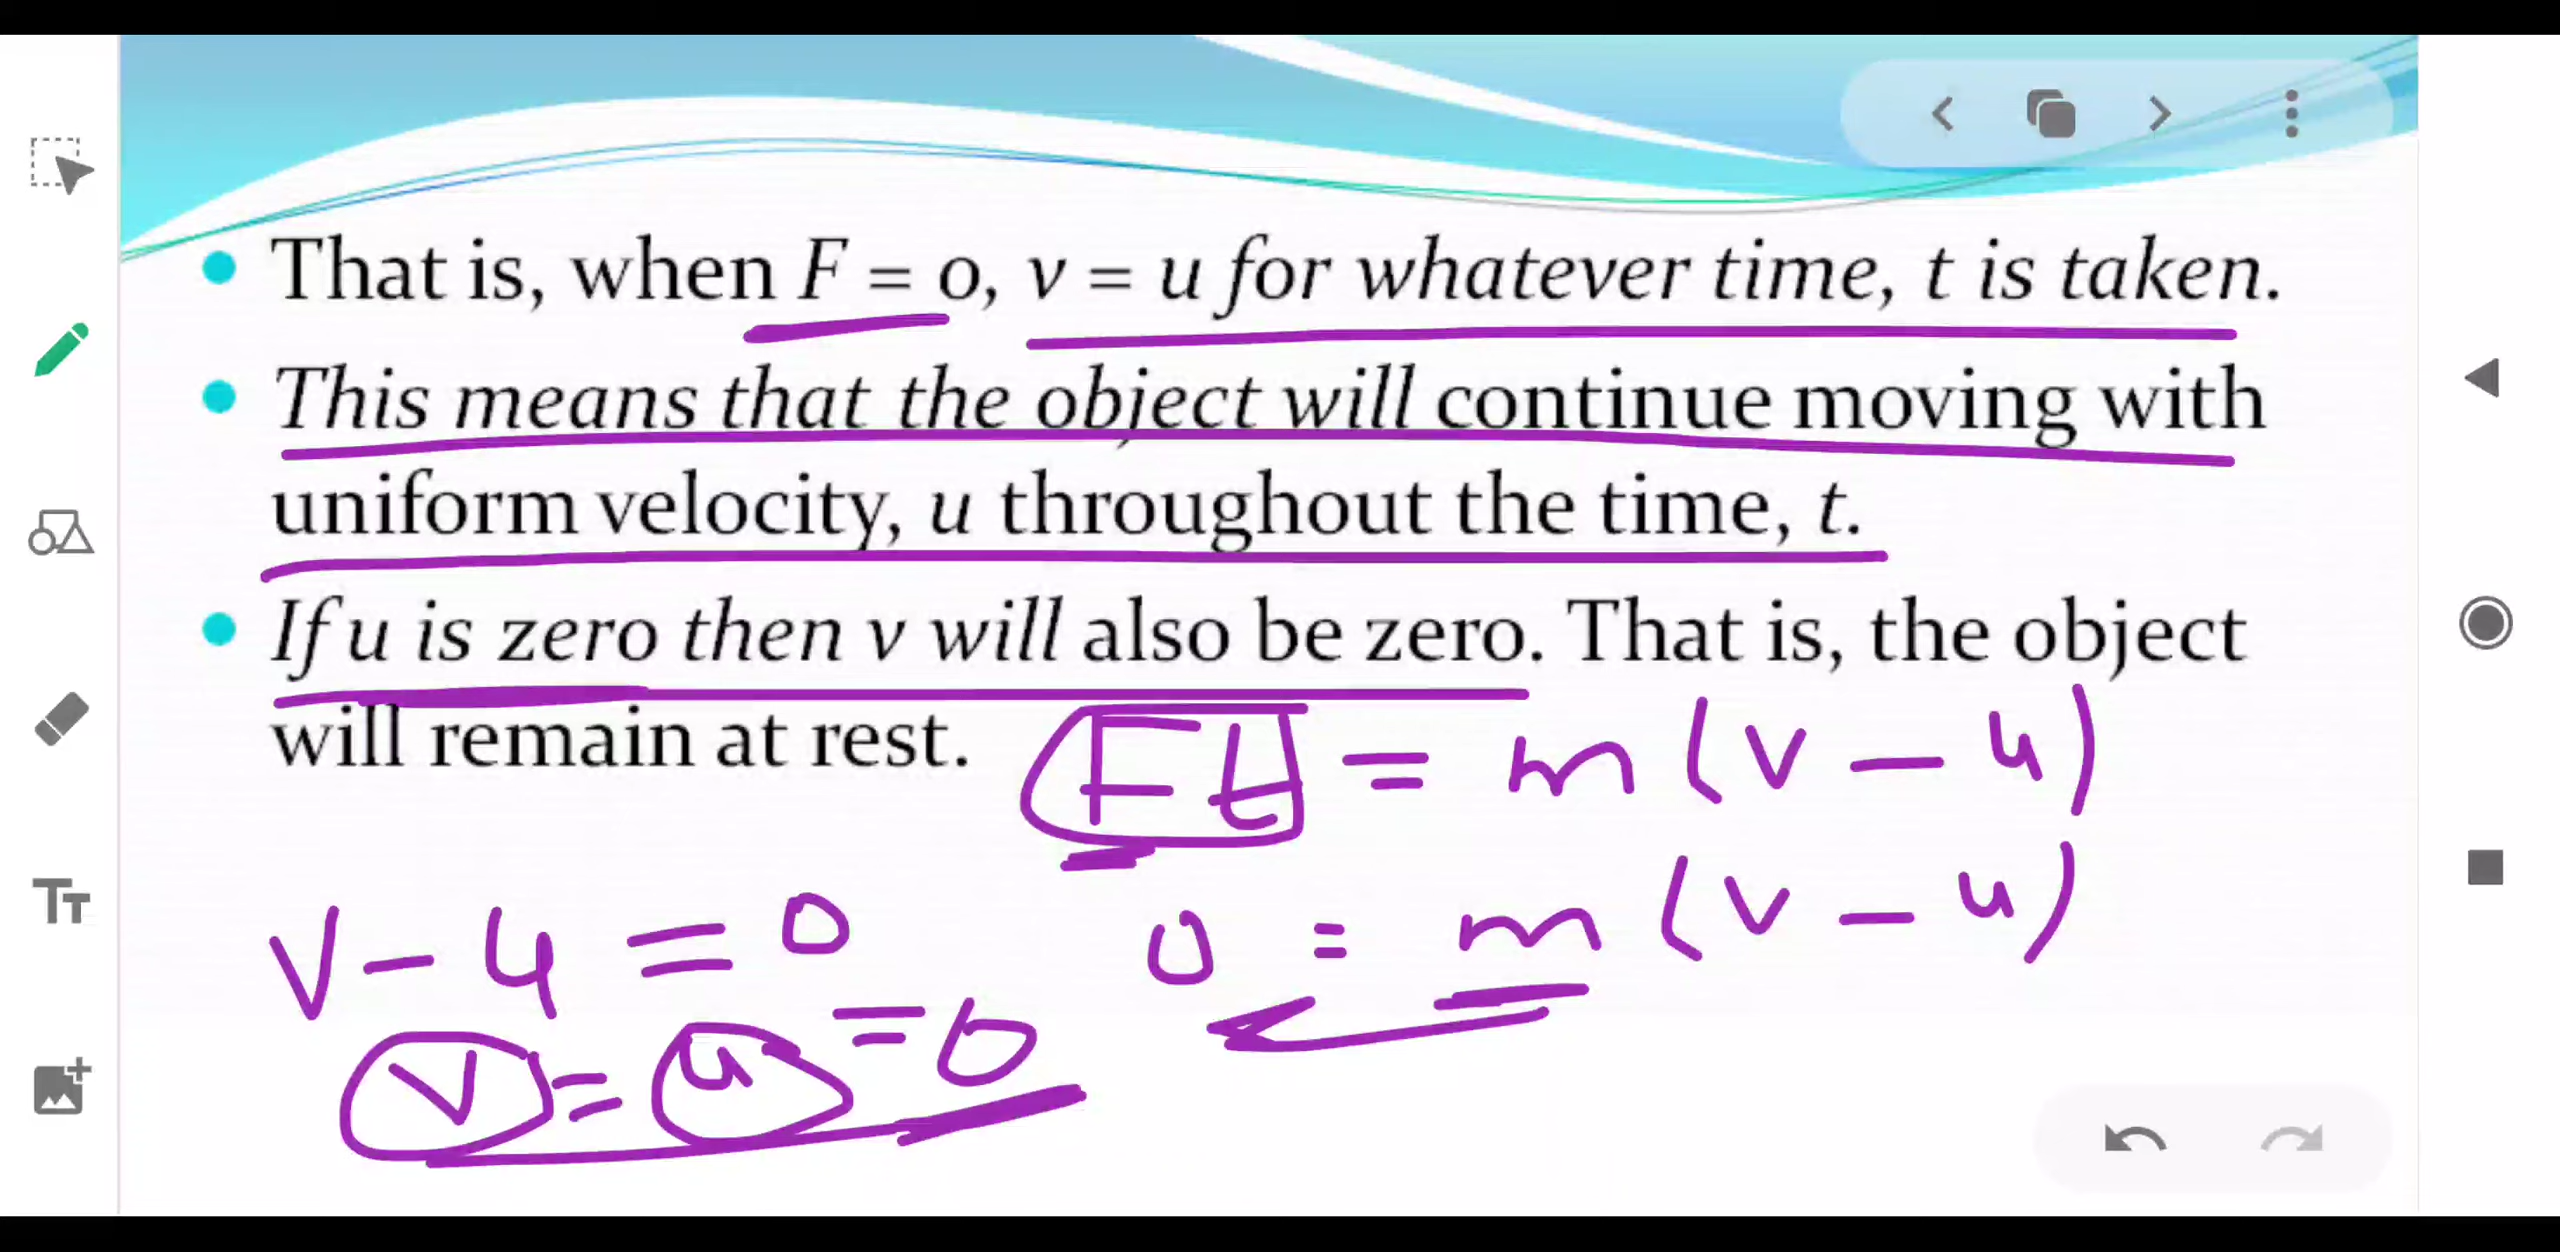 That is, when F = 0, v = u for whatever time, t is taken.
This means that the object will continue moving with
uniform velocity, u throughout the time, t.
If u is zero then v will also be zero. That is, the object
will remain at rest.
Ft = m (v - u)
0 = m (v - u)
v - u = 0
v = u = 0
Tт